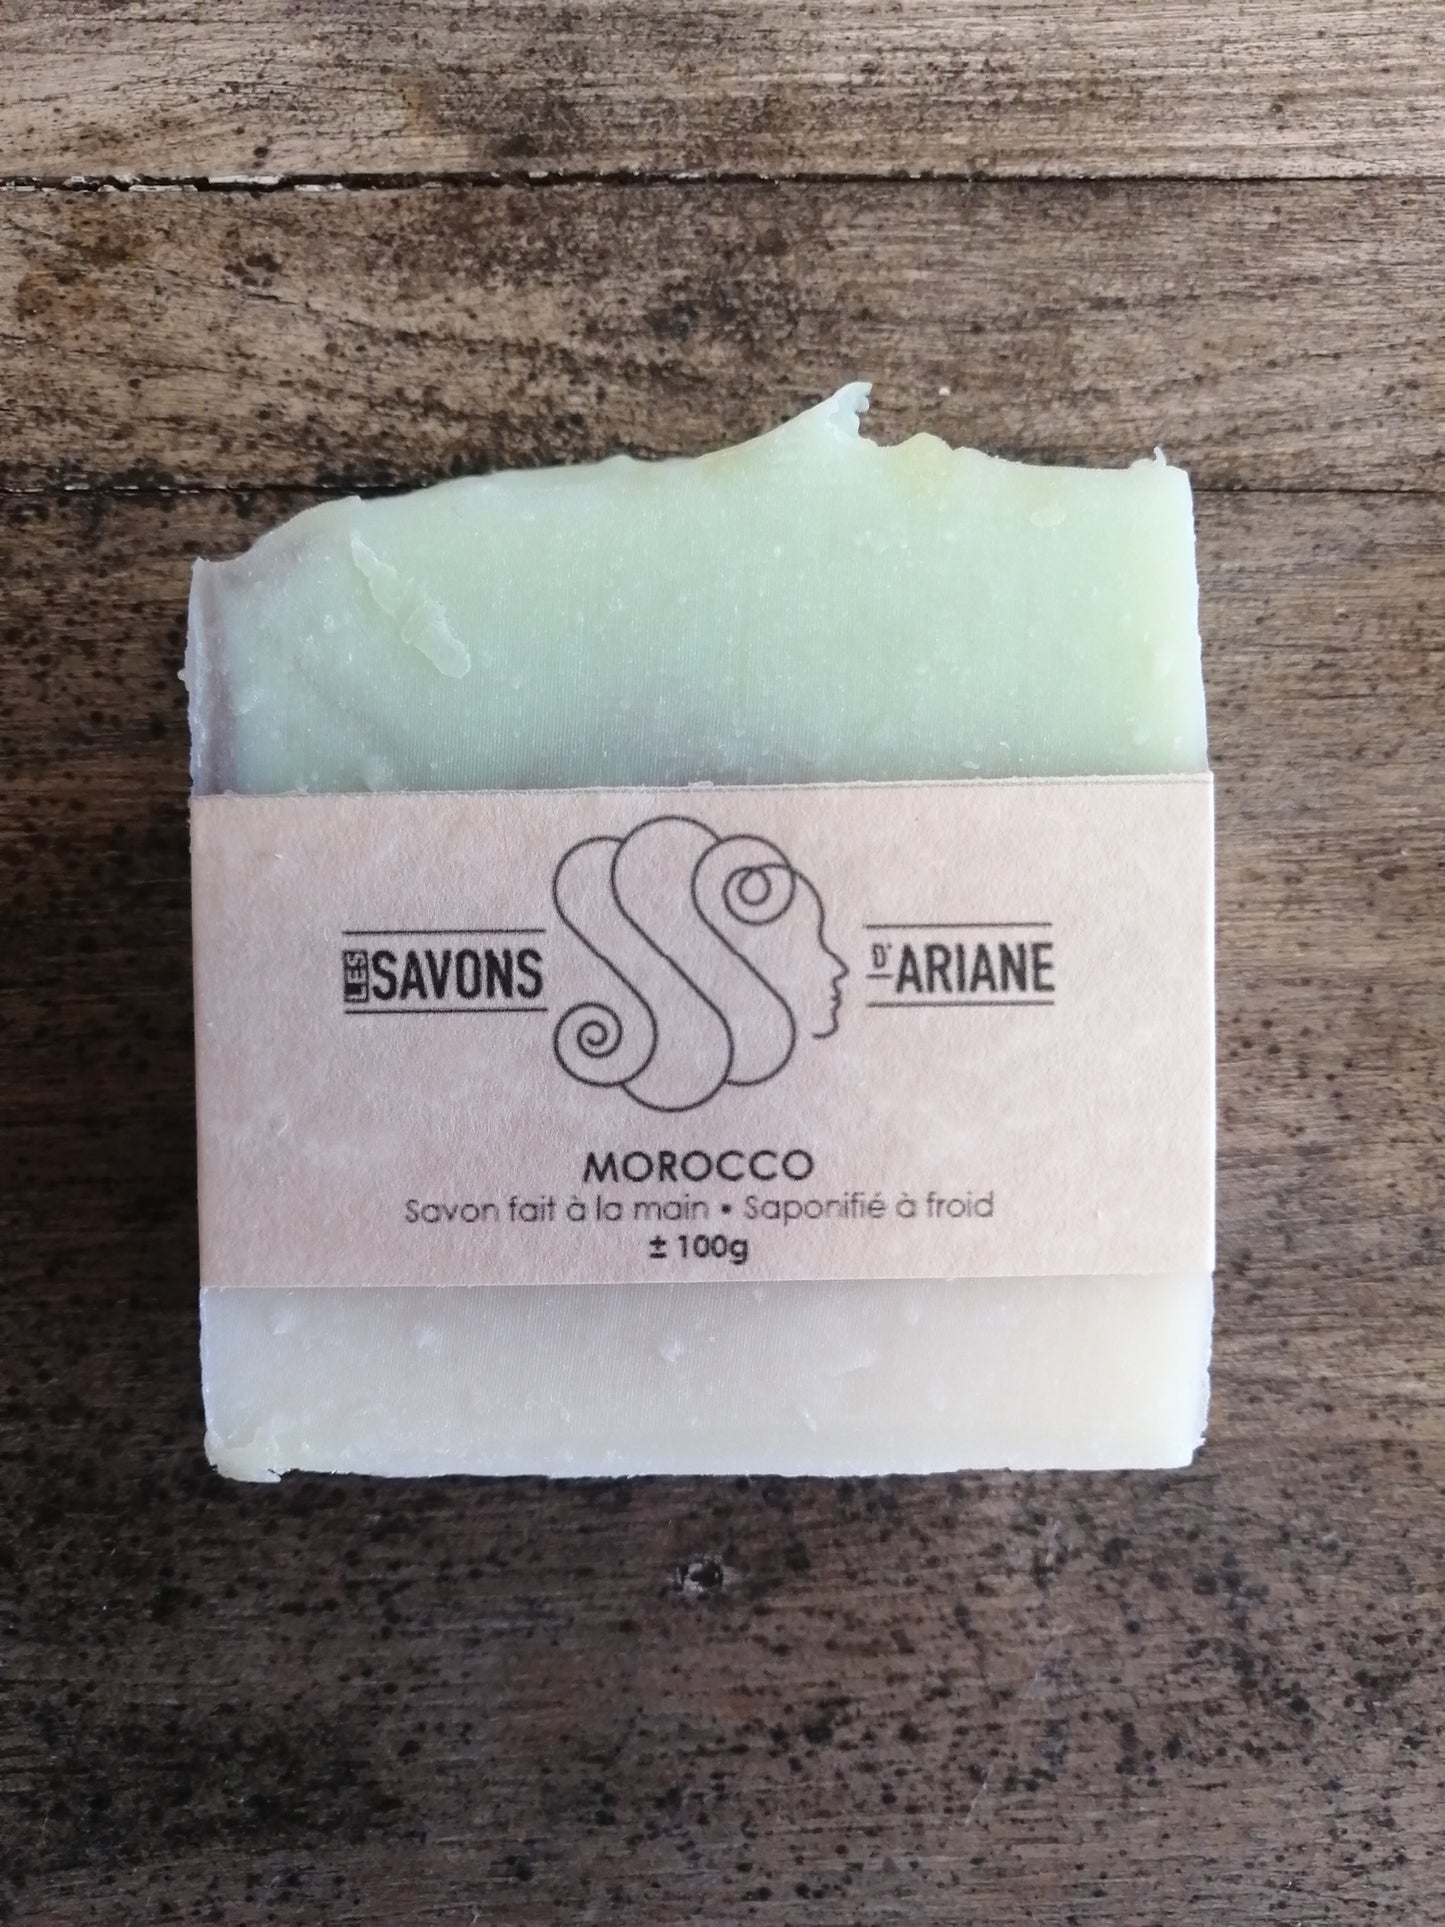 LES SAVONS D'ARIANE
MOROCCO
Savon fait à la main • Saponifié à froid
± 100g